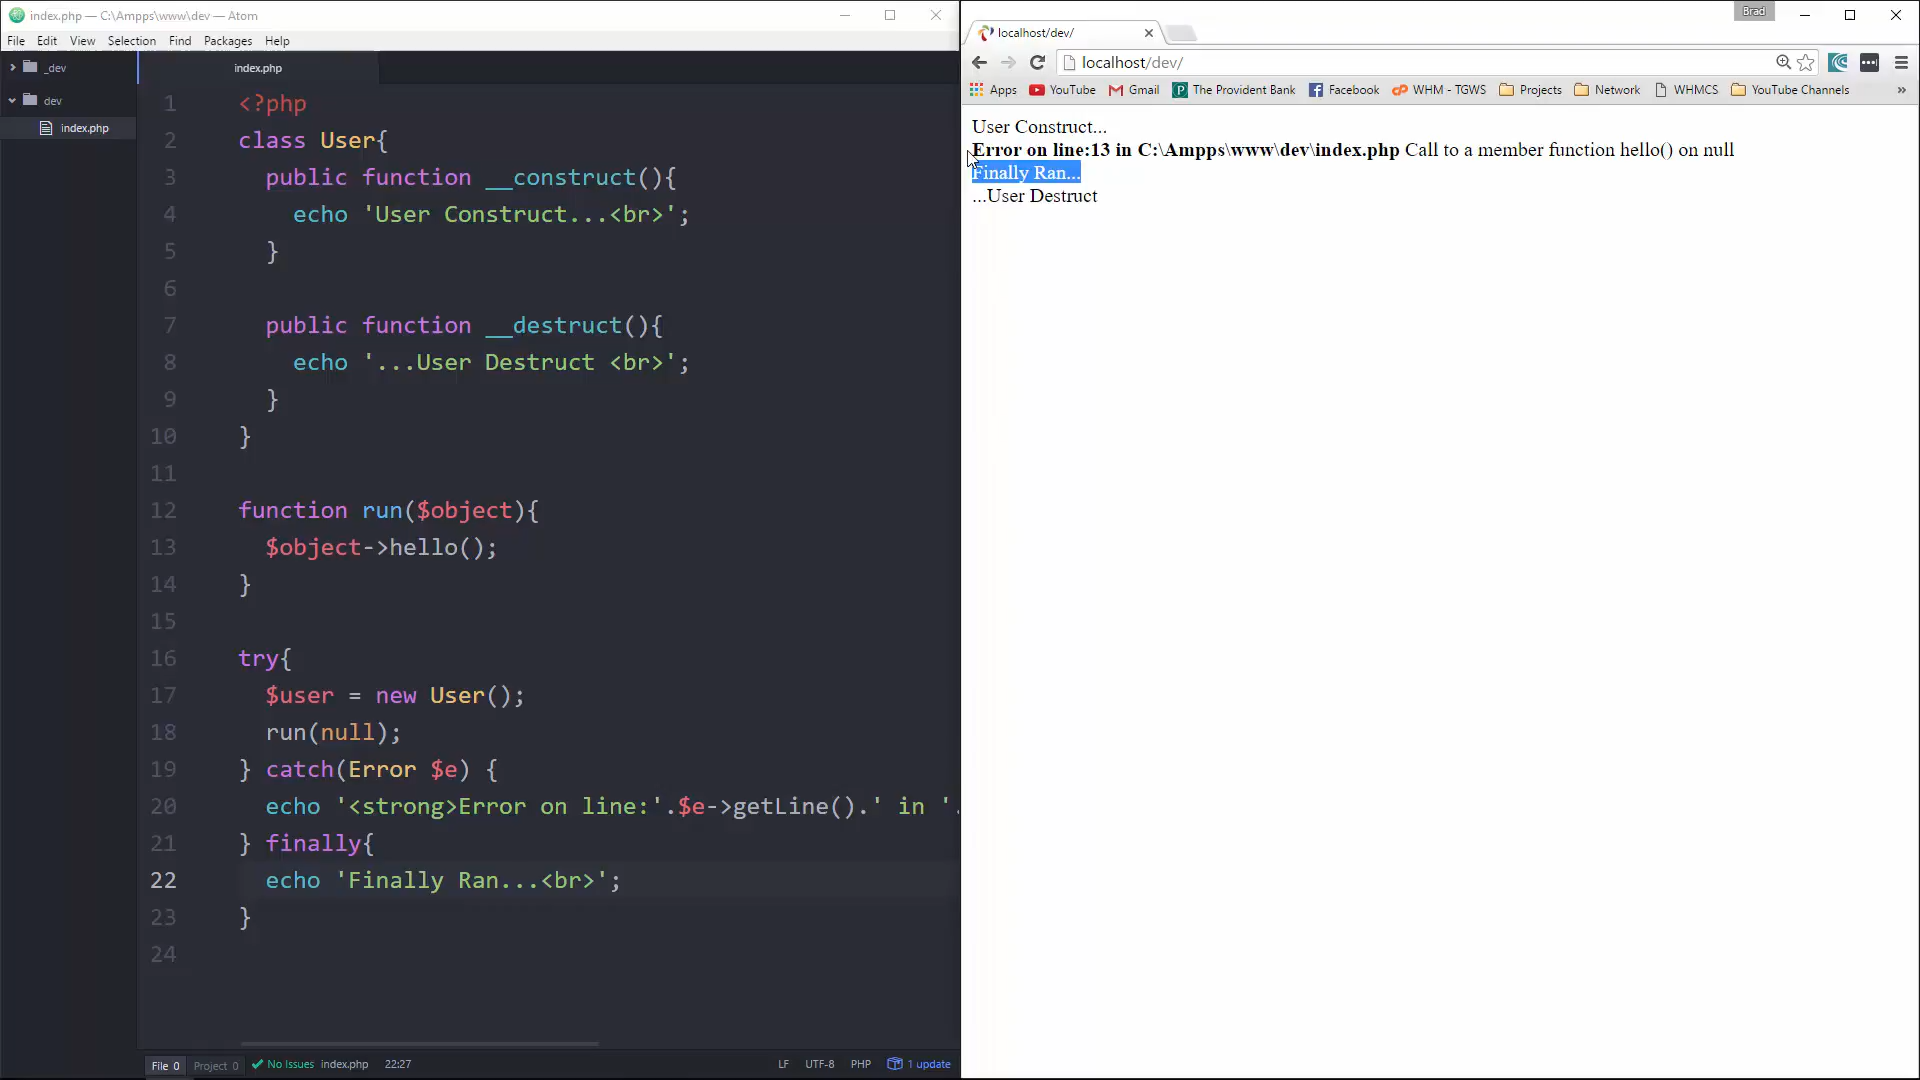 index.php — C:\Ampps\www\dev — Atom
File Edit View Selection Find Packages Help
_dev
dev
index.php
index.php
1 <?php
2 class User{
3 public function __construct(){
4 echo 'User Construct...<br>';
5 }
6
7 public function __destruct(){
8 echo '...User Destruct <br>';
9 }
10 }
11
12 function run($object){
13 $object->hello();
14 }
15
16 try{
17 $user = new User();
18 run(null);
19 } catch(Error $e) {
20 echo '<strong>Error on line:'.$e->getLine().' in '.
21 } finally{
22 echo 'Finally Ran...<br>';
23 }
24
File 0 Project 0 No Issues index.php 22:27 LF UTF-8 PHP 1 update
Brad
localhost/dev/
localhost/dev/
Apps YouTube Gmail The Provident Bank Facebook WHM - TGWS Projects Network WHMCS YouTube Channels »
User Construct...
Error on line:13 in C:\Ampps\www\dev\index.php Call to a member function hello() on null
Finally Ran...
...User Destruct